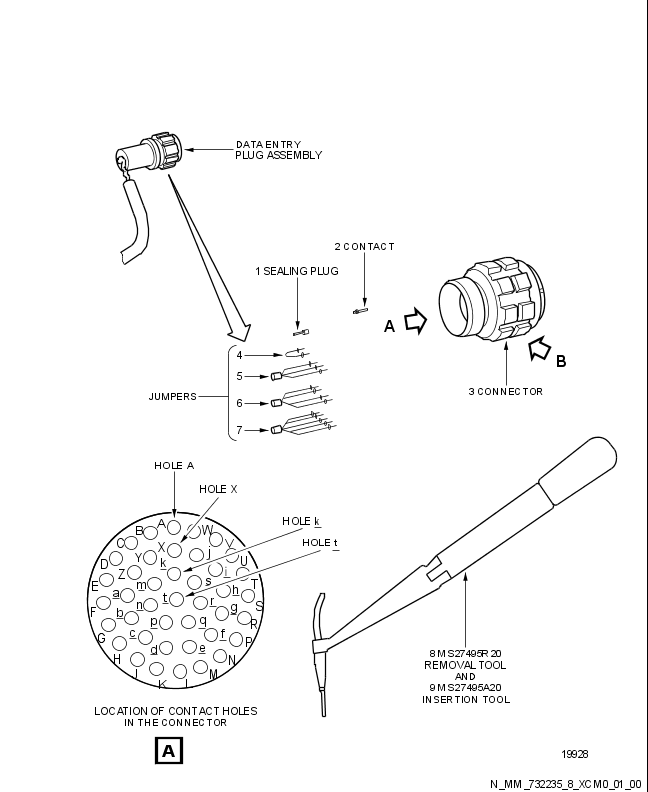 DATA ENTRY
PLUG ASSEMBLY
2 CONTACT
1 SEALING PLUG
A
B
4
5
JUMPERS
6
7
3 CONNECTOR
HOLE A
HOLE X
HOLE k
HOLE t
A
B
W
C
X
V
Y
j
D
k
U
Z
i
E
m
s
T
a
t
h
n
r
S
F
b
g
p
q
R
G
c
f
P
d
e
H
N
J
M
K
L
LOCATION OF CONTACT HOLES
IN THE CONNECTOR
A
8 MS27495R20
REMOVAL TOOL
AND
9 MS27495A20
INSERTION TOOL
19928
N_MM_732235_8_XCM0_01_00